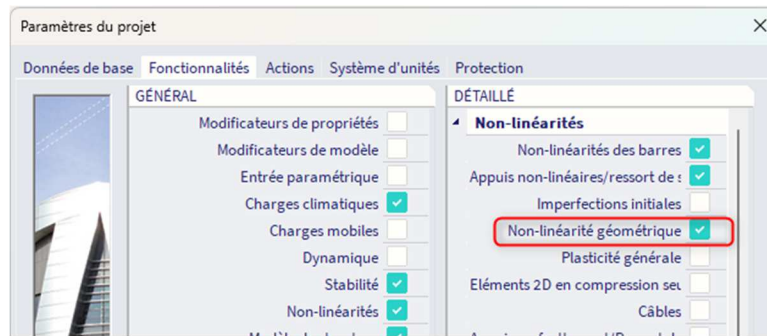 Paramètres du projet
Données de base Fonctionnalités Actions Système d'unités Protection
GÉNÉRAL
Modificateurs de propriétés
Modificateurs de modèle
Entrée paramétrique
Charges climatiques
Charges mobiles
Dynamique
Stabilité
Non-linéarités
DÉTAILLÉ
Non-linéarités
Non-linéarités des barres
Appuis non-linéaires/ressort de
Imperfections initiales
Non-linéarité géométrique
Plasticité générale
Eléments 2D en compression seu
Câbles